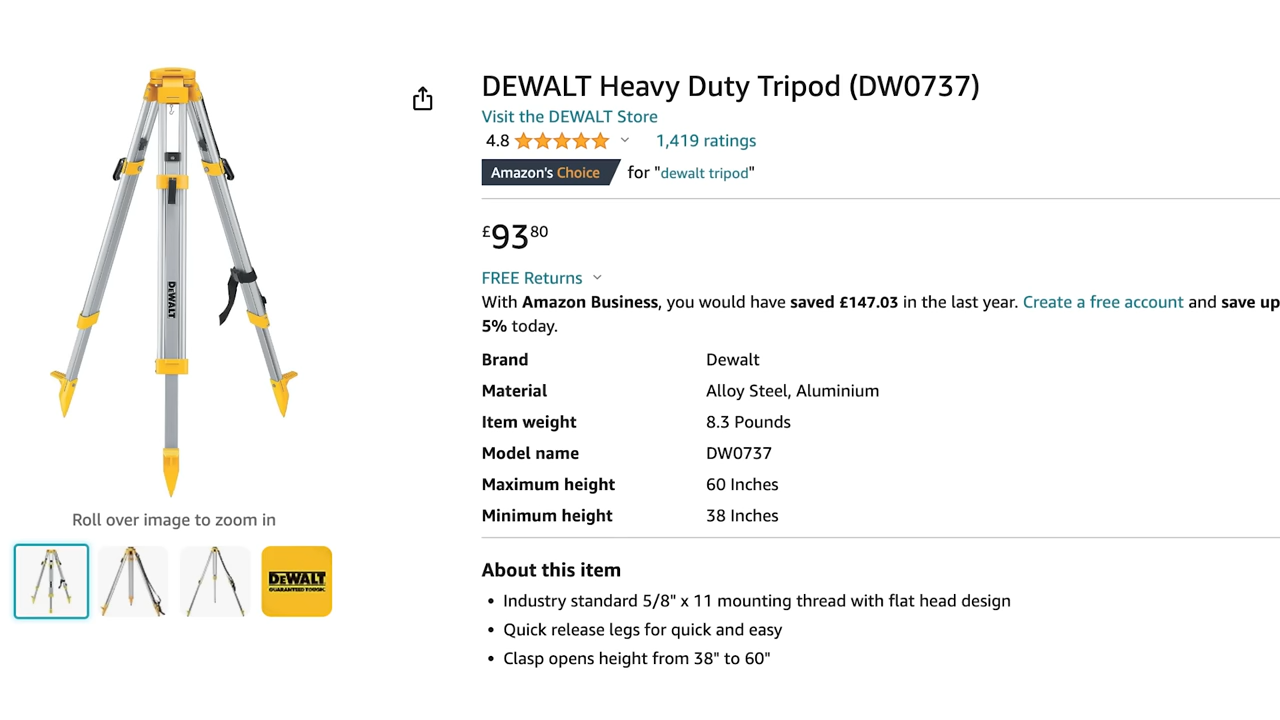 DEWALT Heavy Duty Tripod (DW0737)
Visit the DEWALT Store
4.8
1,419 ratings
Amazon's Choice for "dewalt tripod"
£93.80
FREE Returns
With Amazon Business, you would have saved £147.03 in the last year. Create a free account and save up
5% today.
Brand Dewalt
Material Alloy Steel, Aluminium
Item weight 8.3 Pounds
Model name DW0737
Maximum height 60 Inches
Minimum height 38 Inches
About this item
• Industry standard 5/8" x 11 mounting thread with flat head design
• Quick release legs for quick and easy
• Clasp opens height from 38" to 60"
DEWALT
Roll over image to zoom in
DEWALT
GUARANTEED TOUGH.